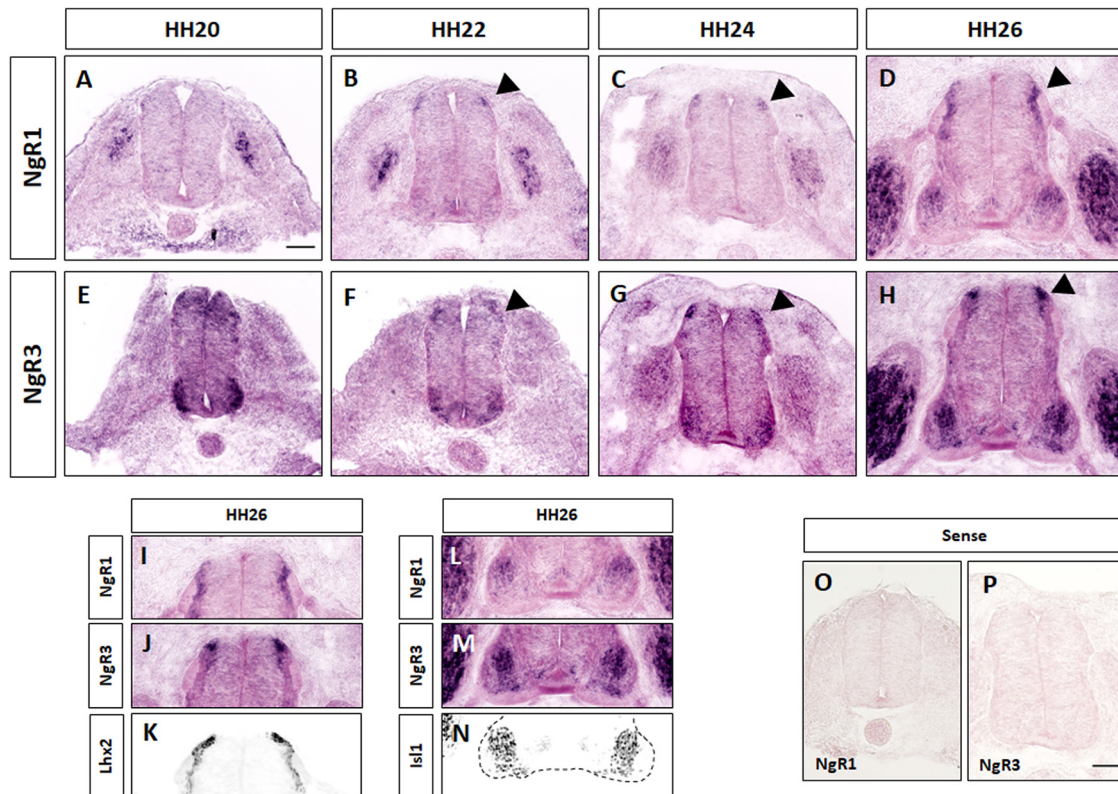 HH20 HH22 HH24 HH26
NgR1
A B C D
NgR3
E F G H
HH26 HH26
Sense
NgR1 I NgR1 L
O P
NgR3 J NgR3 M
Lhx2 K Isl1 N
NgR1 NgR3